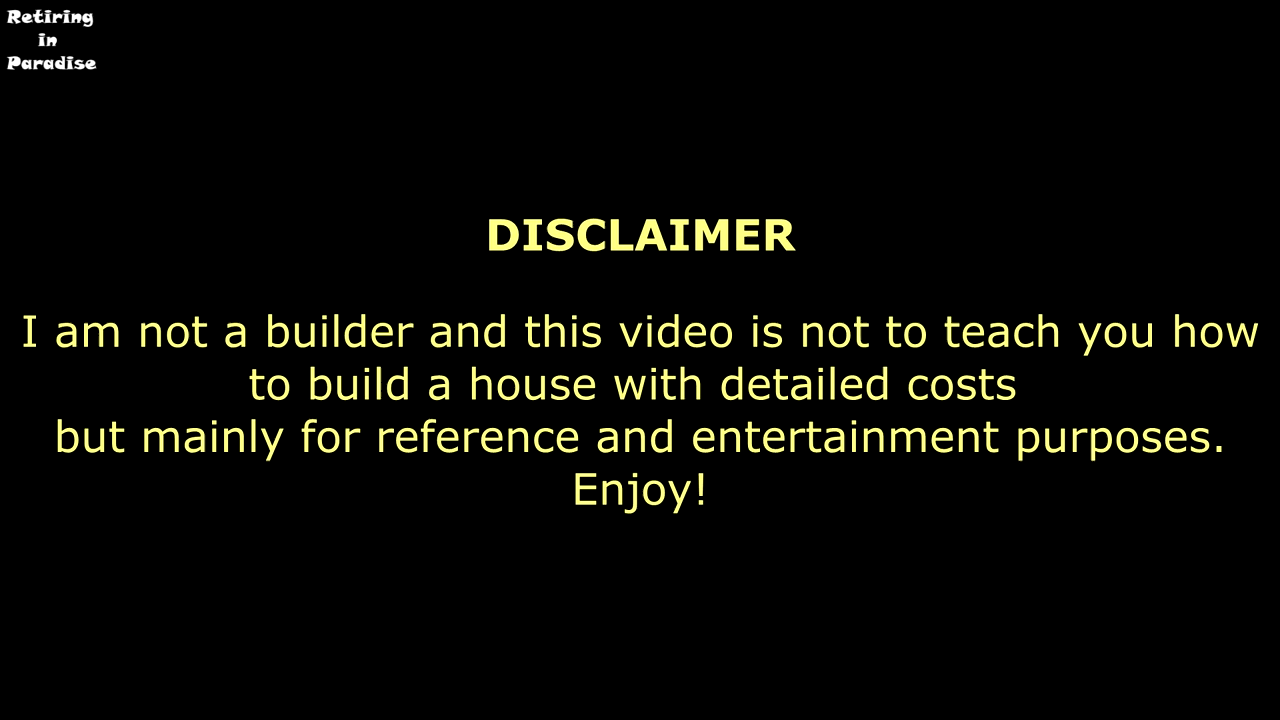 Retiring
in
Paradise
DISCLAIMER
I am not a builder and this video is not to teach you how
to build a house with detailed costs
but mainly for reference and entertainment purposes.
Enjoy!